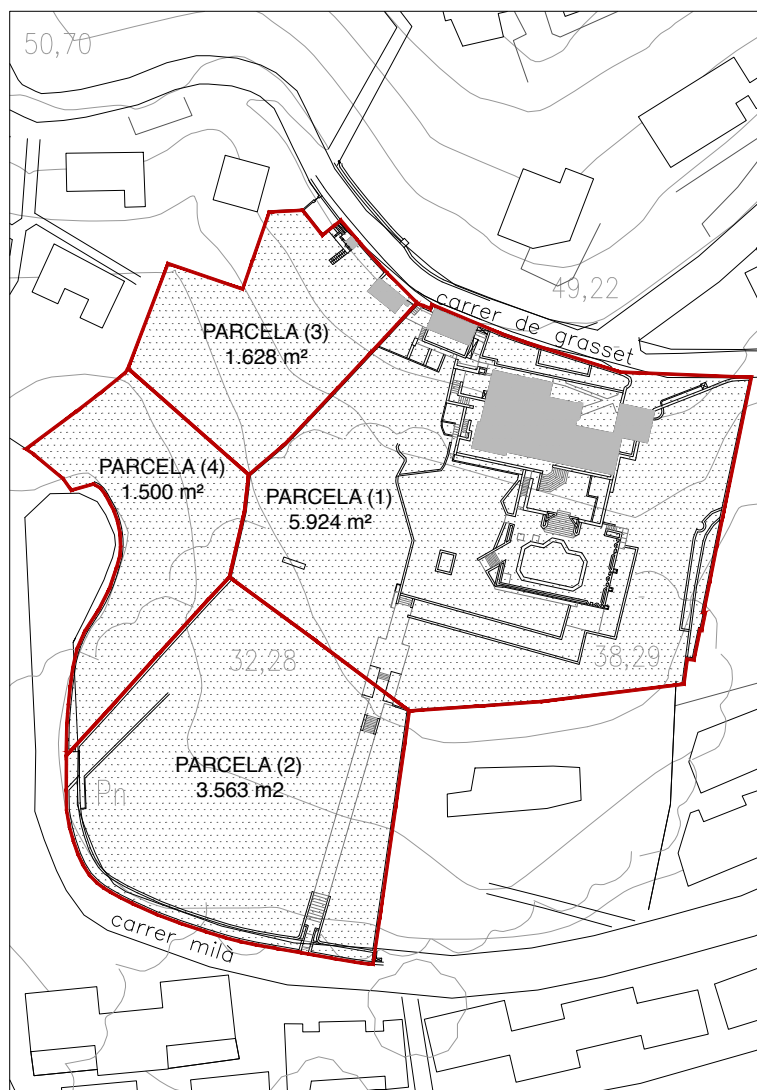 50,70
49,22
carrer de grasset
PARCELA (3)
1.628 m²
PARCELA (4)
1.500 m²
PARCELA (1)
5.924 m²
32,28
38,29
PARCELA (2)
3.563 m2
Pn
carrer milà